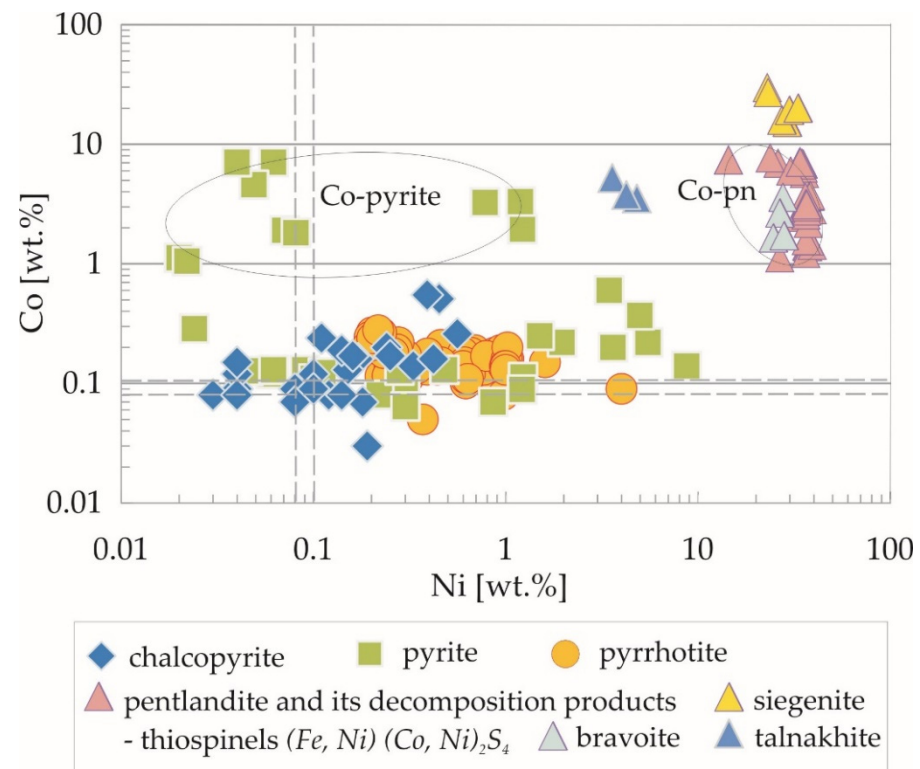 100
10
Co-pyrite
Co-pn
1
0.1
0.01
Co [wt.%]
0.01 0.1 1 10 100
Ni [wt.%]
chalcopyrite pyrite pyrrhotite
pentlandite and its decomposition products siegenite
- thiospinels (Fe, Ni) (Co, Ni)₂S₄ bravoite talnakhite